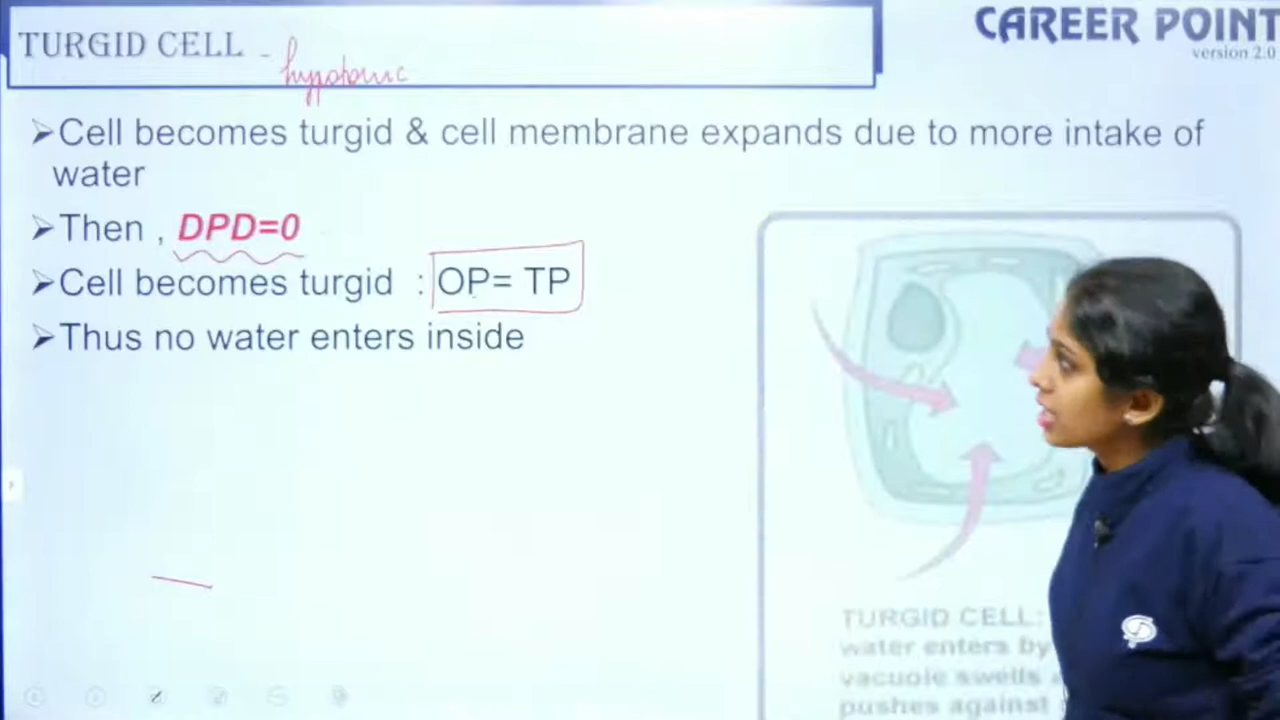 TURGID CELL - hypotonic
CAREER POINT
version 2.0
➢Cell becomes turgid & cell membrane expands due to more intake of
water
➢Then , DPD=0
➢Cell becomes turgid : OP= TP
➢Thus no water enters inside
TURGID CELL:
water enters by
vacuole swells
pushes against